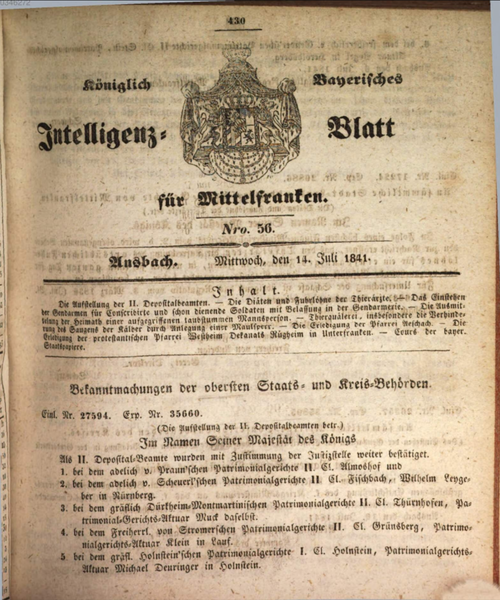 430
Königlich Bayerisches
Intelligenz- Blatt
für Mittelfranken.
Nro. 56.
Ansbach. Mittwoch, den 14. Juli 1841.
Inhalt.
Die Aufstellung der II. Depositalbeamten. — Die Diäten und Fuhrlohne der Thierärzte. — Das Einstehen
der Gendarmen für Conscribirte und schon dienende Soldaten mit Belassung in der Gendarmerie. — Die Ausmit-
telung der Heimath einer aufgegriffenen taubstummen Mannsperson. — Thierquälerei, insbesondere die Verhinde-
rung des Saugens der Kälber durch Anlegung einer Maulsperr. — Die Erledigung der Pfarrei Aeschach. — Die
Erledigung der protestantischen Pfarrei Westheim Dekanats Rügheim in Unterfranken. — Cours der bayer.
Staatspapiere.
Bekanntmachungen der obersten Staats- und Kreis-Behörden.
Einl. Nr. 27594. Exp. Nr. 35660.
(Die Aufstellung der II. Depositalbeamten betr.)
Im Namen Seiner Majestät des Königs
Als II. Deposital-Beamte wurden mit Zustimmung der Justizstelle weiter bestätiget.
1. bei dem adelich v. Praun'schen Patrimonialgerichte II. Cl. Almoshof und
2. bei dem adelich v. Scheuerl'schen Patrimonialgerichte II. Cl. Fischbach, Wilhelm Leyge-
ber in Nürnberg.
3. bei dem gräflich Dürkheim-Montmartinischen Patrimonialgerichte II. Cl. Thürnhofen, Pa-
trimonial-Gerichts-Aktuar Muck daselbst.
4. bei dem Freiherrl. von Stromerschen Patrimonialgerichte II. Cl. Grünsberg, Patrimo-
nialgerichts-Aktuar Klein in Lauf.
5 bei dem gräfl. Holnstein'schen Patrimonialgerichte I. Cl. Holnstein, Patrimonialgerichts-
Aktuar Michael Deuringer in Holnstein.